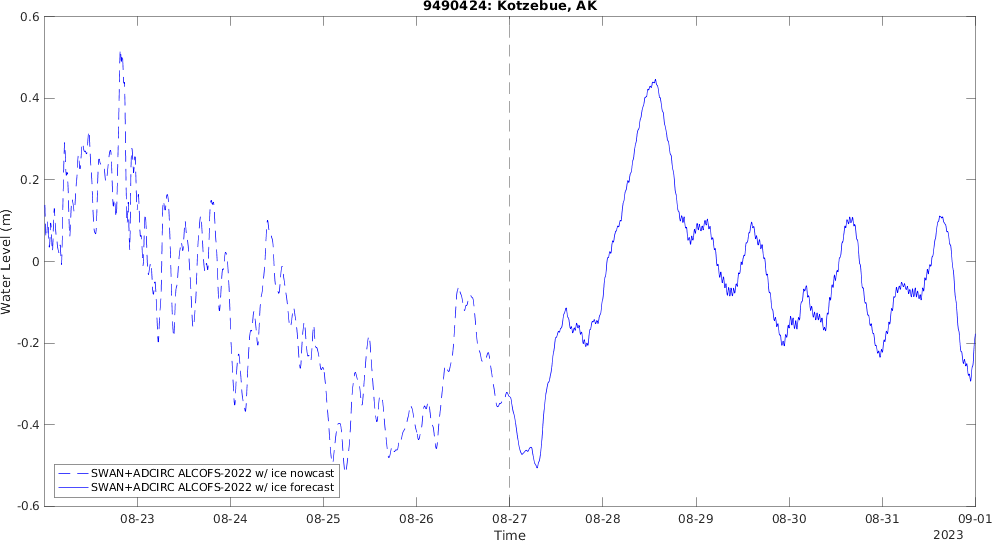 9490424: Kotzebue, AK
0.6
0.4
0.2
0
-0.2
-0.4
-0.6
Water Level (m)
SWAN+ADCIRC ALCOFS-2022 w/ ice nowcast
SWAN+ADCIRC ALCOFS-2022 w/ ice forecast
08-23 08-24 08-25 08-26 08-27 08-28 08-29 08-30 08-31 09-01
Time
2023